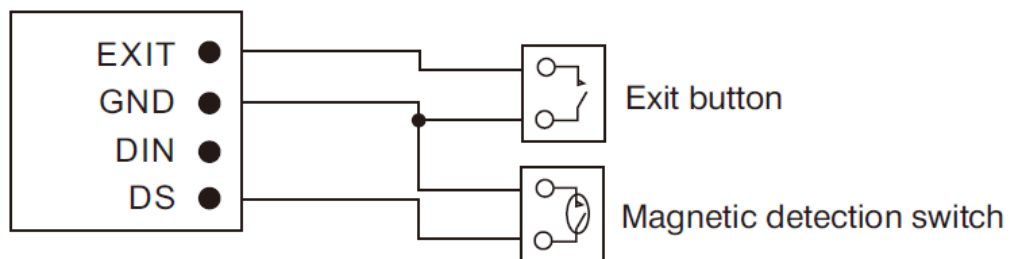 EXIT
GND
DIN
DS
Exit button
Magnetic detection switch